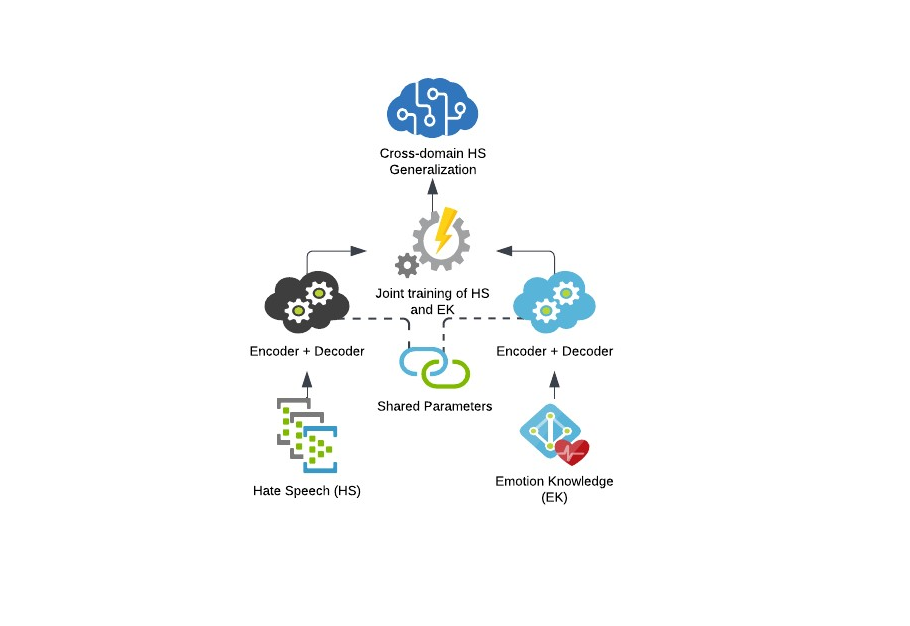 Cross-domain HS
Generalization
Joint training of HS
and EK
Encoder + Decoder
Encoder + Decoder
Shared Parameters
Hate Speech (HS)
Emotion Knowledge
(EK)